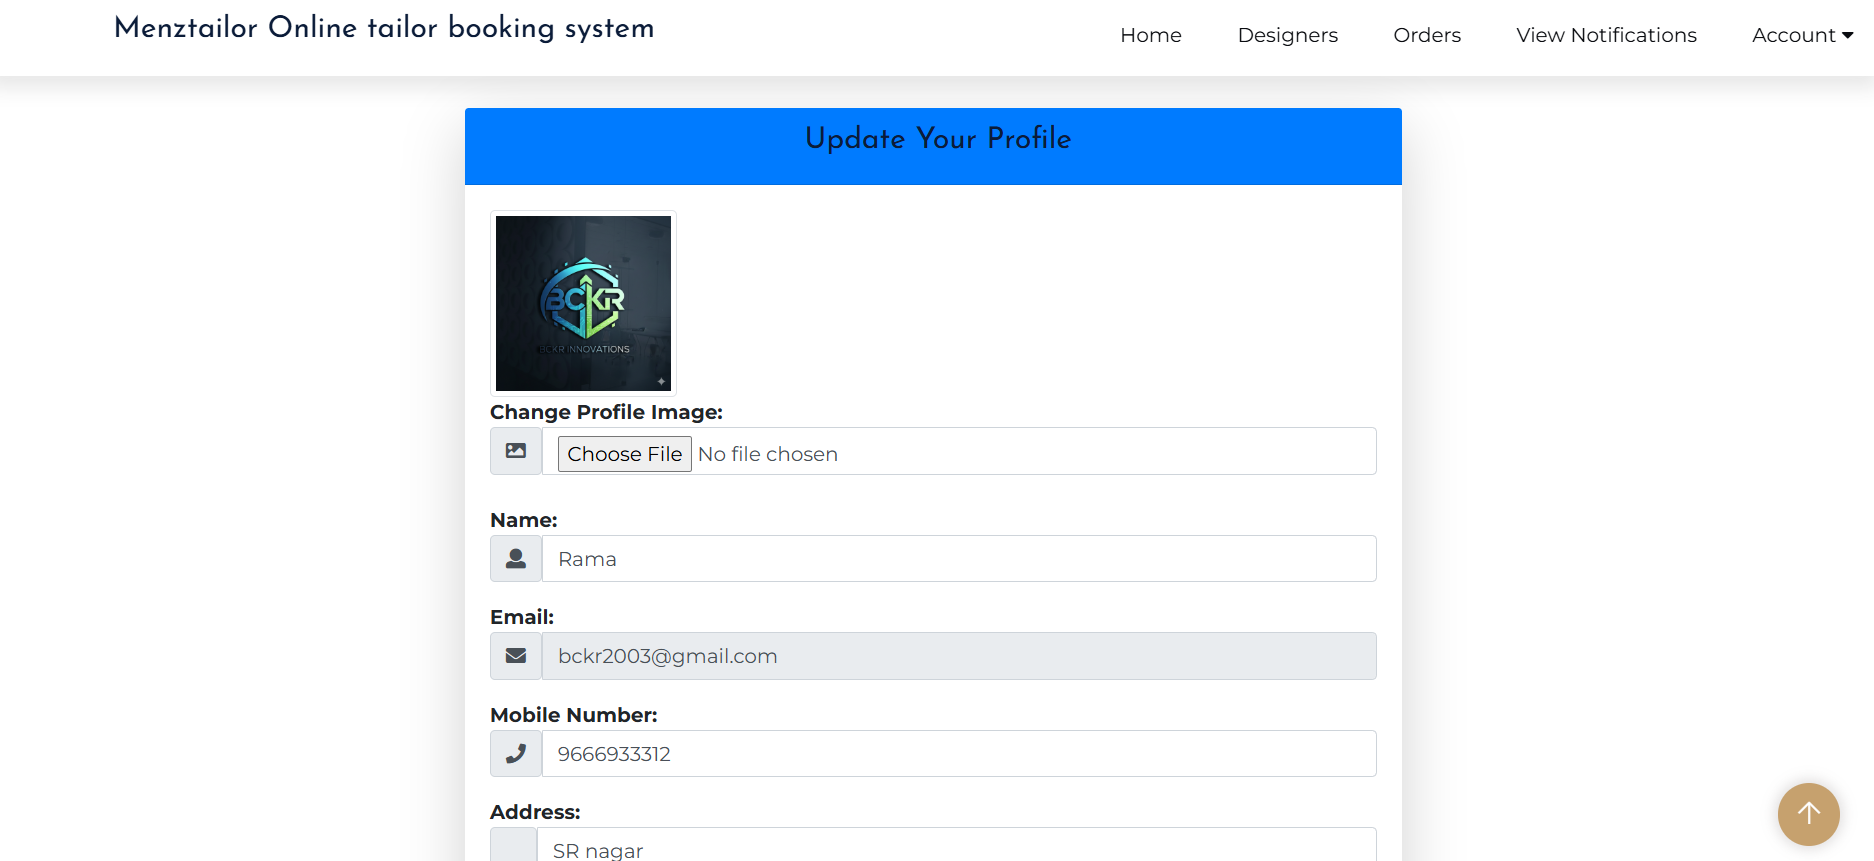 Menztailor Online tailor booking system
Home Designers Orders View Notifications Account
Update Your Profile
BCKR
BCKR INNOVATIONS
Change Profile Image:
Choose File No file chosen
Name:
Rama
Email:
bckr2003@gmail.com
Mobile Number:
9666933312
Address:
SR nagar